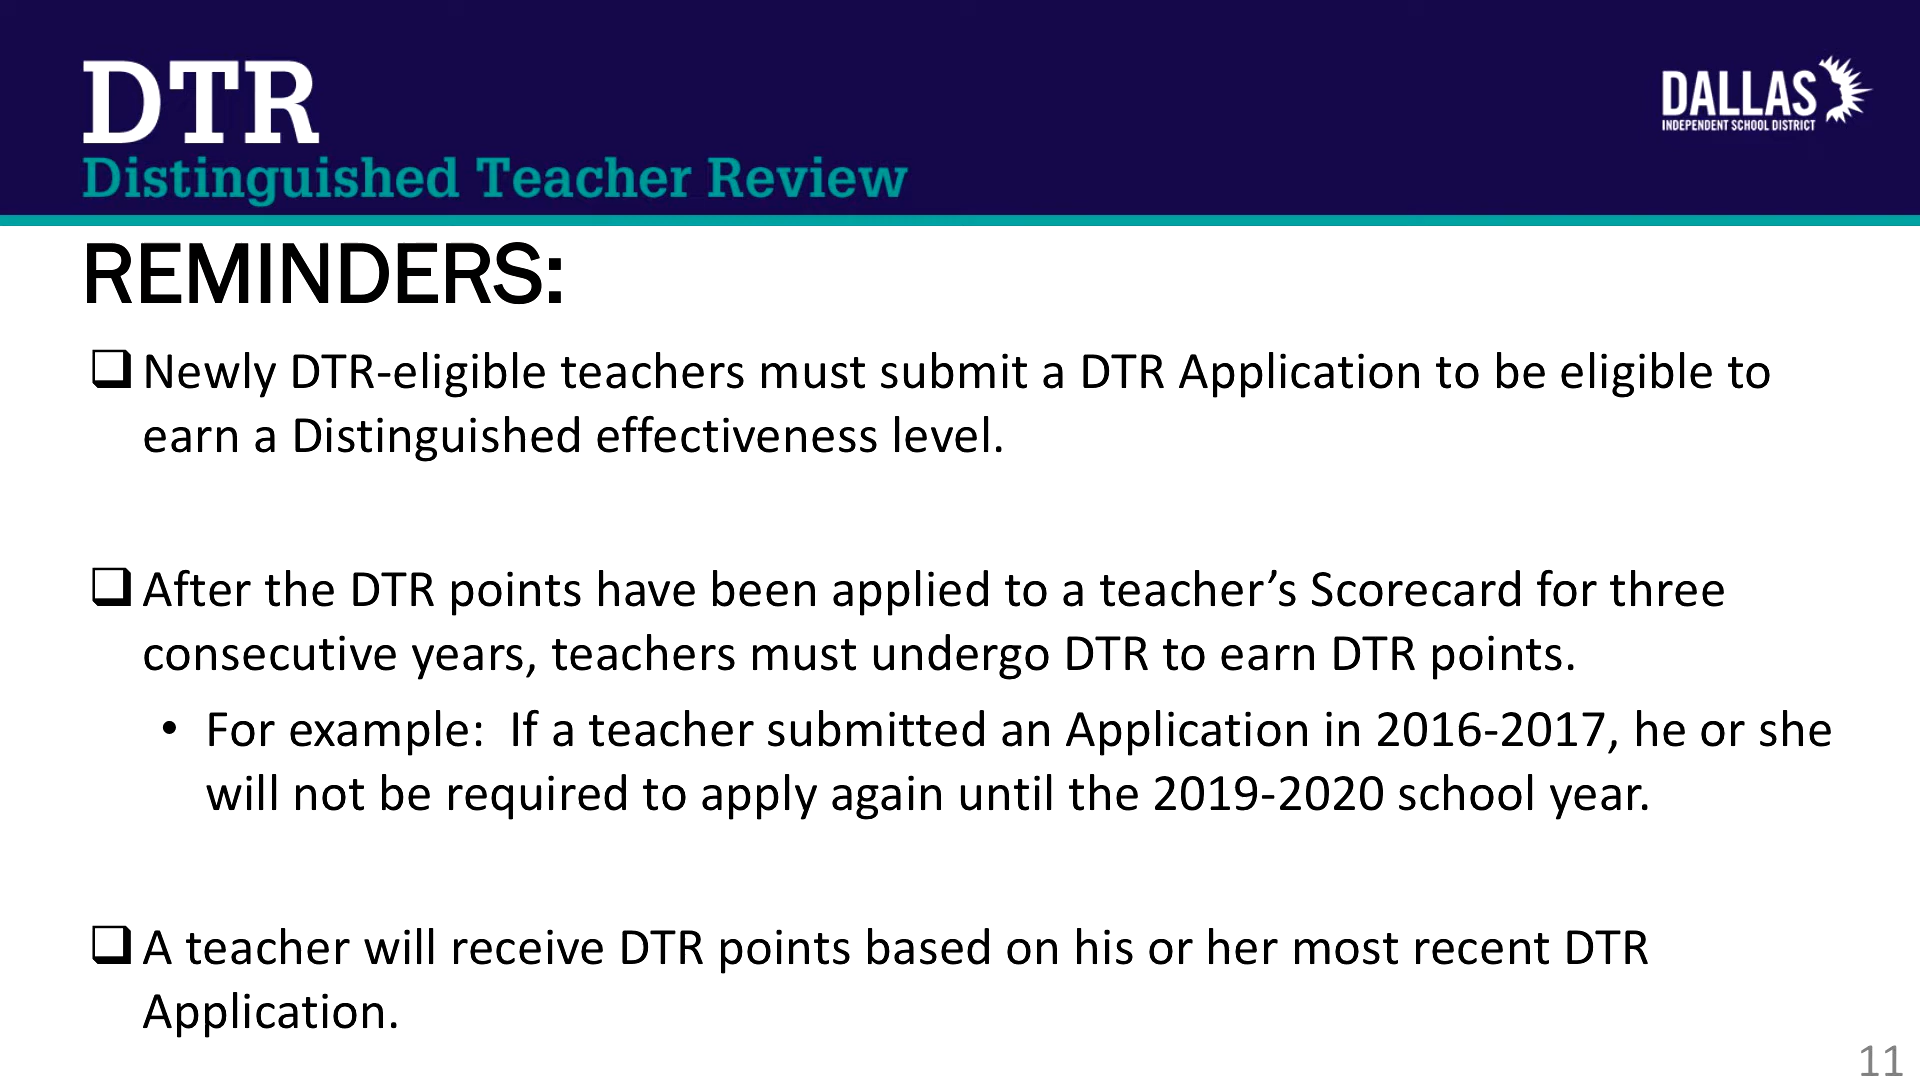 DTR
Distinguished Teacher Review
DALLAS
INDEPENDENT SCHOOL DISTRICT
REMINDERS:
Newly DTR-eligible teachers must submit a DTR Application to be eligible to
earn a Distinguished effectiveness level.
After the DTR points have been applied to a teacher’s Scorecard for three
consecutive years, teachers must undergo DTR to earn DTR points.
• For example:  If a teacher submitted an Application in 2016-2017, he or she
will not be required to apply again until the 2019-2020 school year.
A teacher will receive DTR points based on his or her most recent DTR
Application.
11